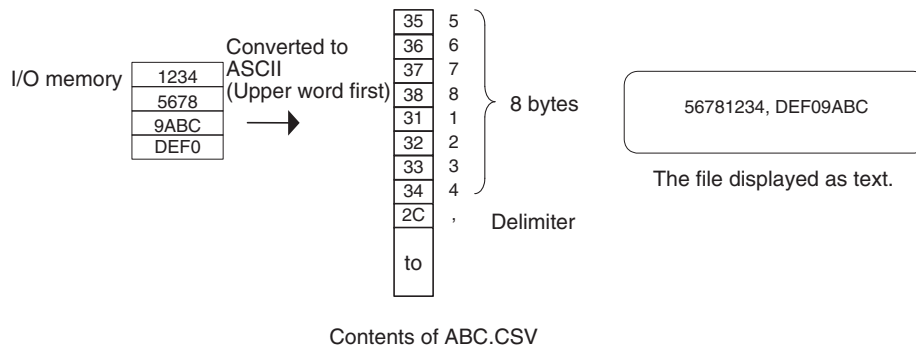 I/O memory
1234
5678
9ABC
DEF0
Converted to
ASCII
(Upper word first)
35 5
36 6
37 7
38 8
31 1
32 2
33 3
34 4
2C ,
to
8 bytes
Delimiter
Contents of ABC.CSV
56781234, DEF09ABC
The file displayed as text.